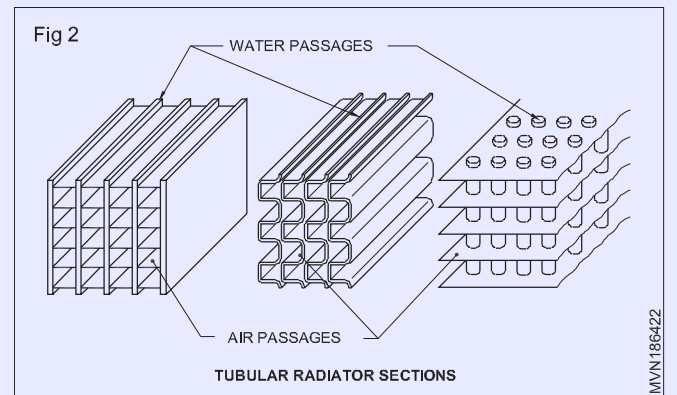 Fig 2
WATER PASSAGES
AIR PASSAGES
TUBULAR RADIATOR SECTIONS
MVN186422